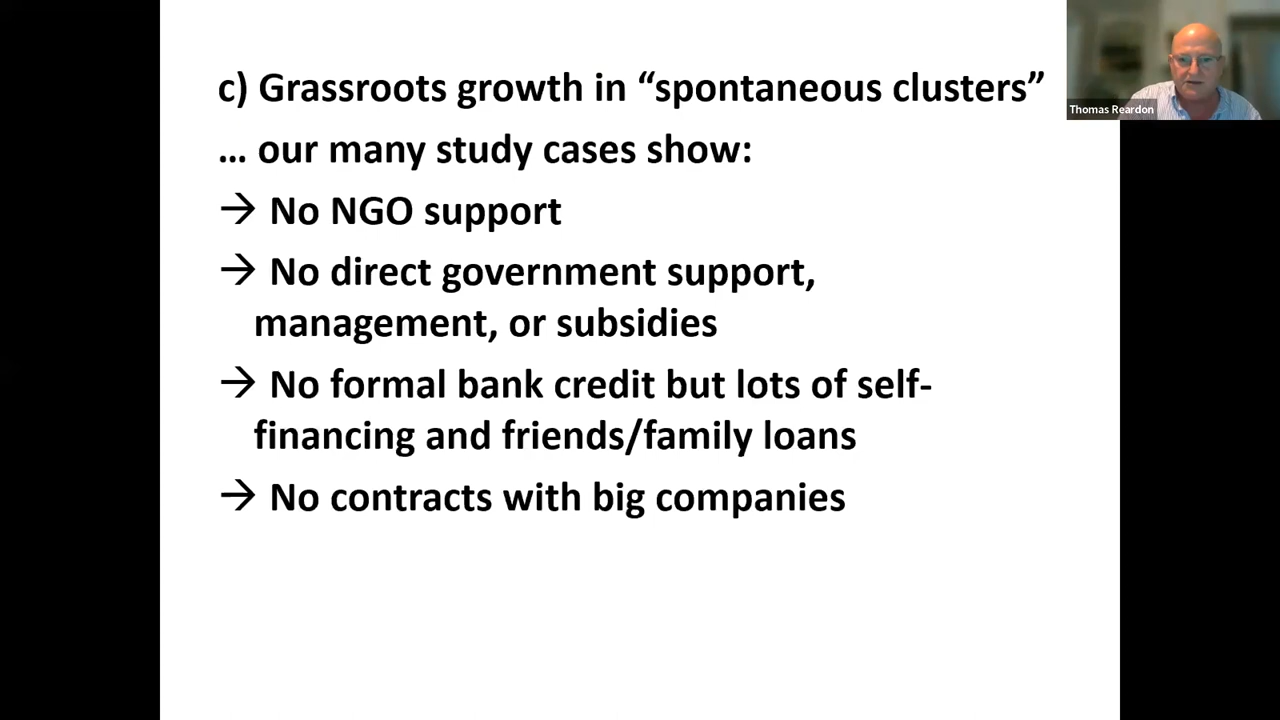 c) Grassroots growth in “spontaneous clusters”
Thomas Reardon
… our many study cases show:
→ No NGO support
→ No direct government support,
management, or subsidies
→ No formal bank credit but lots of self-
financing and friends/family loans
→ No contracts with big companies